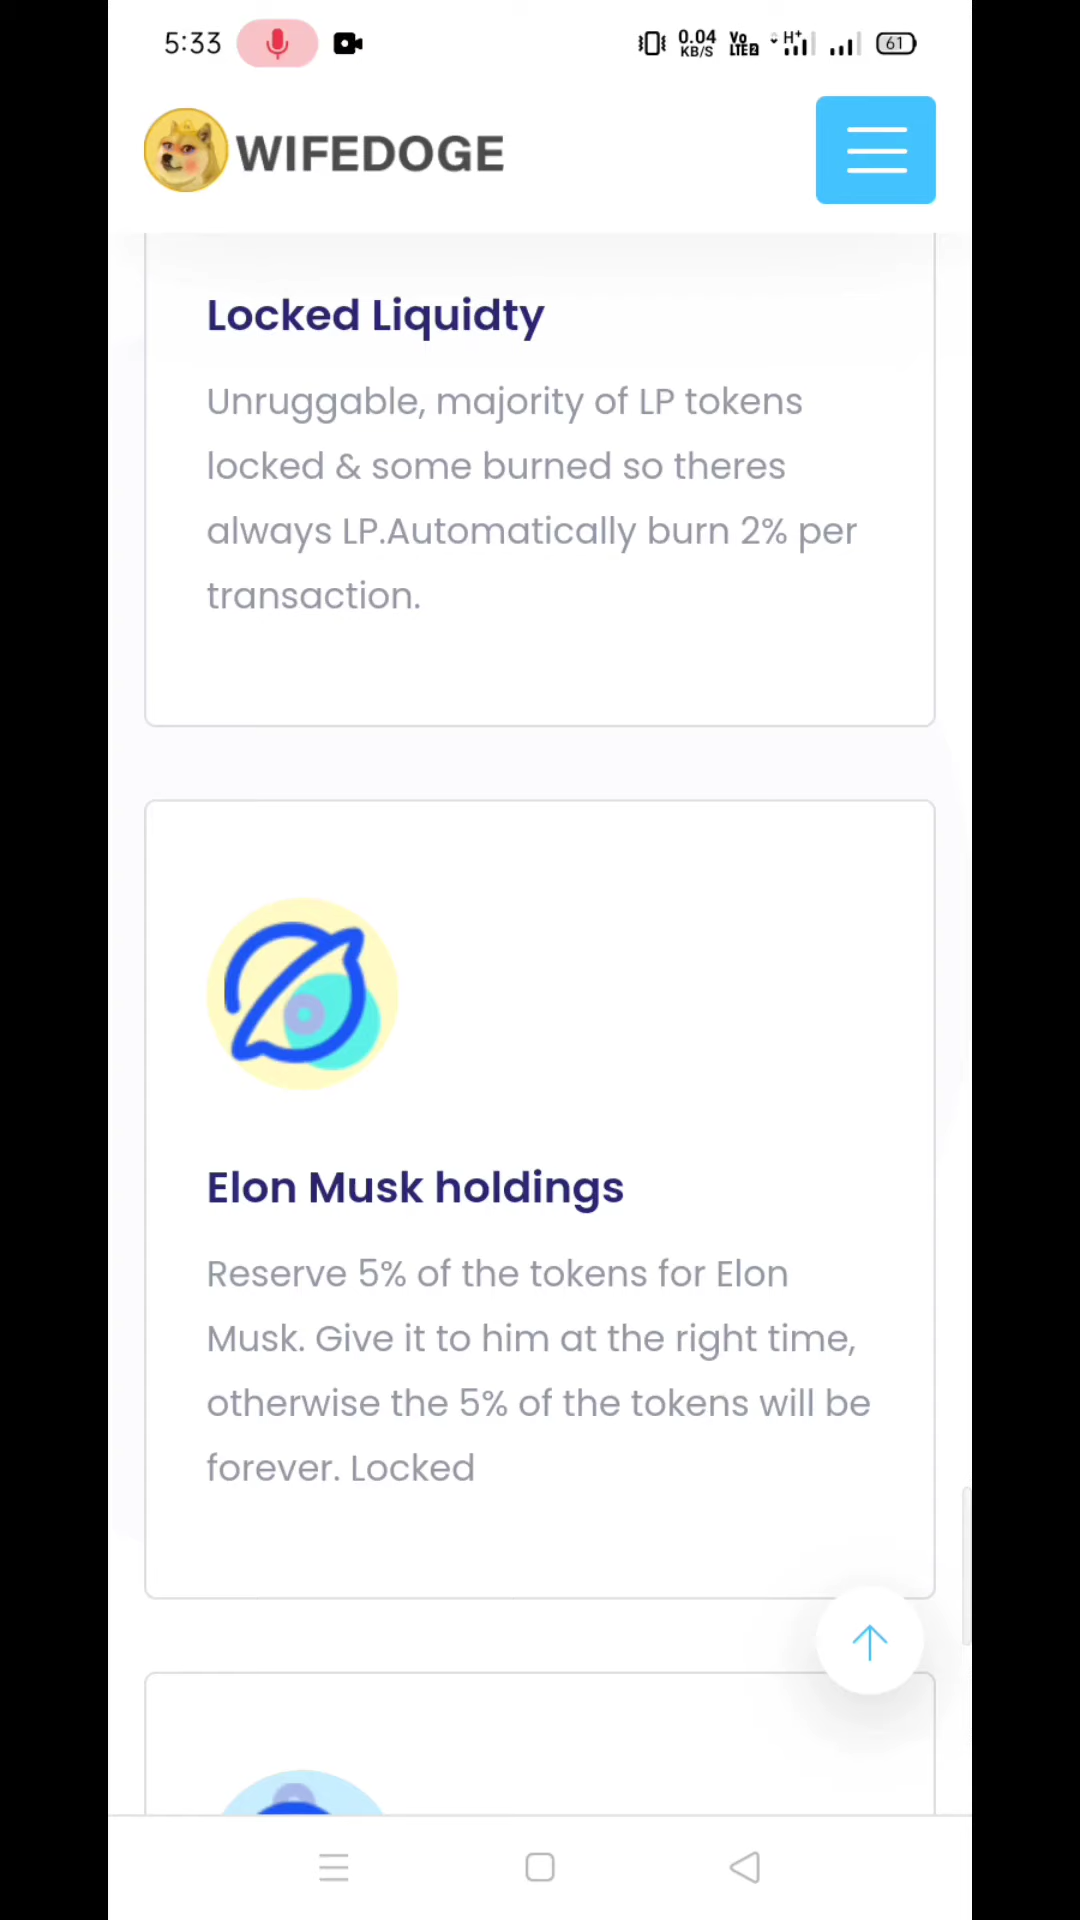 5:33
0.04
KB/S
Vo
LTE2
H+
61
WIFEDOGE
Locked Liquidty
Unruggable, majority of LP tokens
locked & some burned so theres
always LP.Automatically burn 2% per
transaction.
Elon Musk holdings
Reserve 5% of the tokens for Elon
Musk. Give it to him at the right time,
otherwise the 5% of the tokens will be
forever. Locked